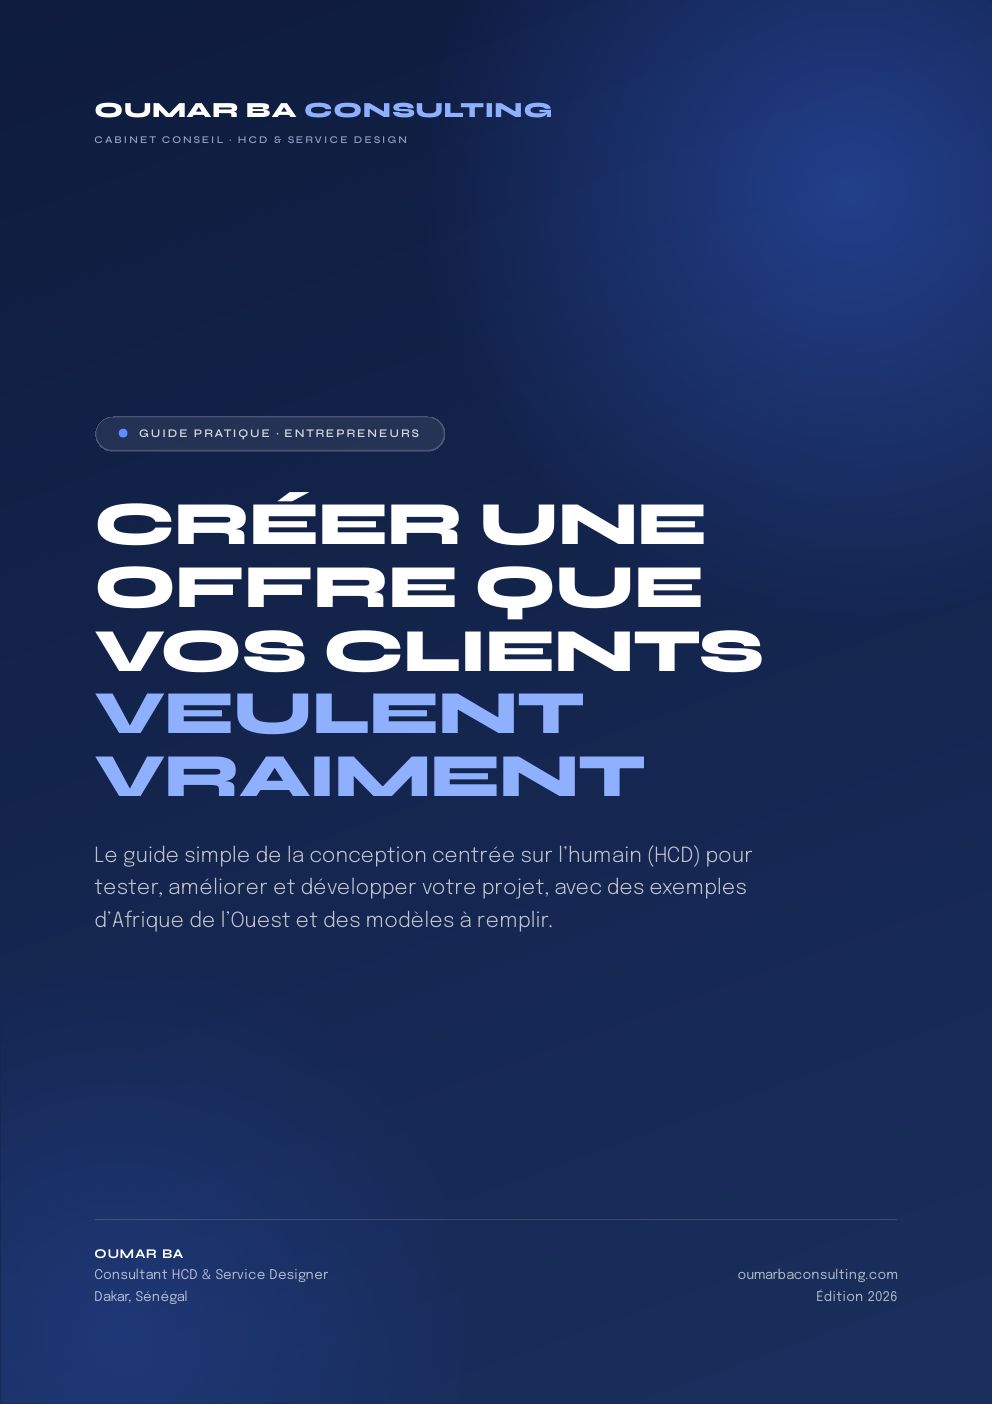 OUMAR BA CONSULTING
CABINET CONSEIL · HCD & SERVICE DESIGN
GUIDE PRATIQUE · ENTREPRENEURS
CRÉER UNE
OFFRE QUE
VOS CLIENTS
VEULENT
VRAIMENT
Le guide simple de la conception centrée sur l’humain (HCD) pour
tester, améliorer et développer votre projet, avec des exemples
d’Afrique de l’Ouest et des modèles à remplir.
OUMAR BA
Consultant HCD & Service Designer
Dakar, Sénégal
oumarbaconsulting.com
Édition 2026